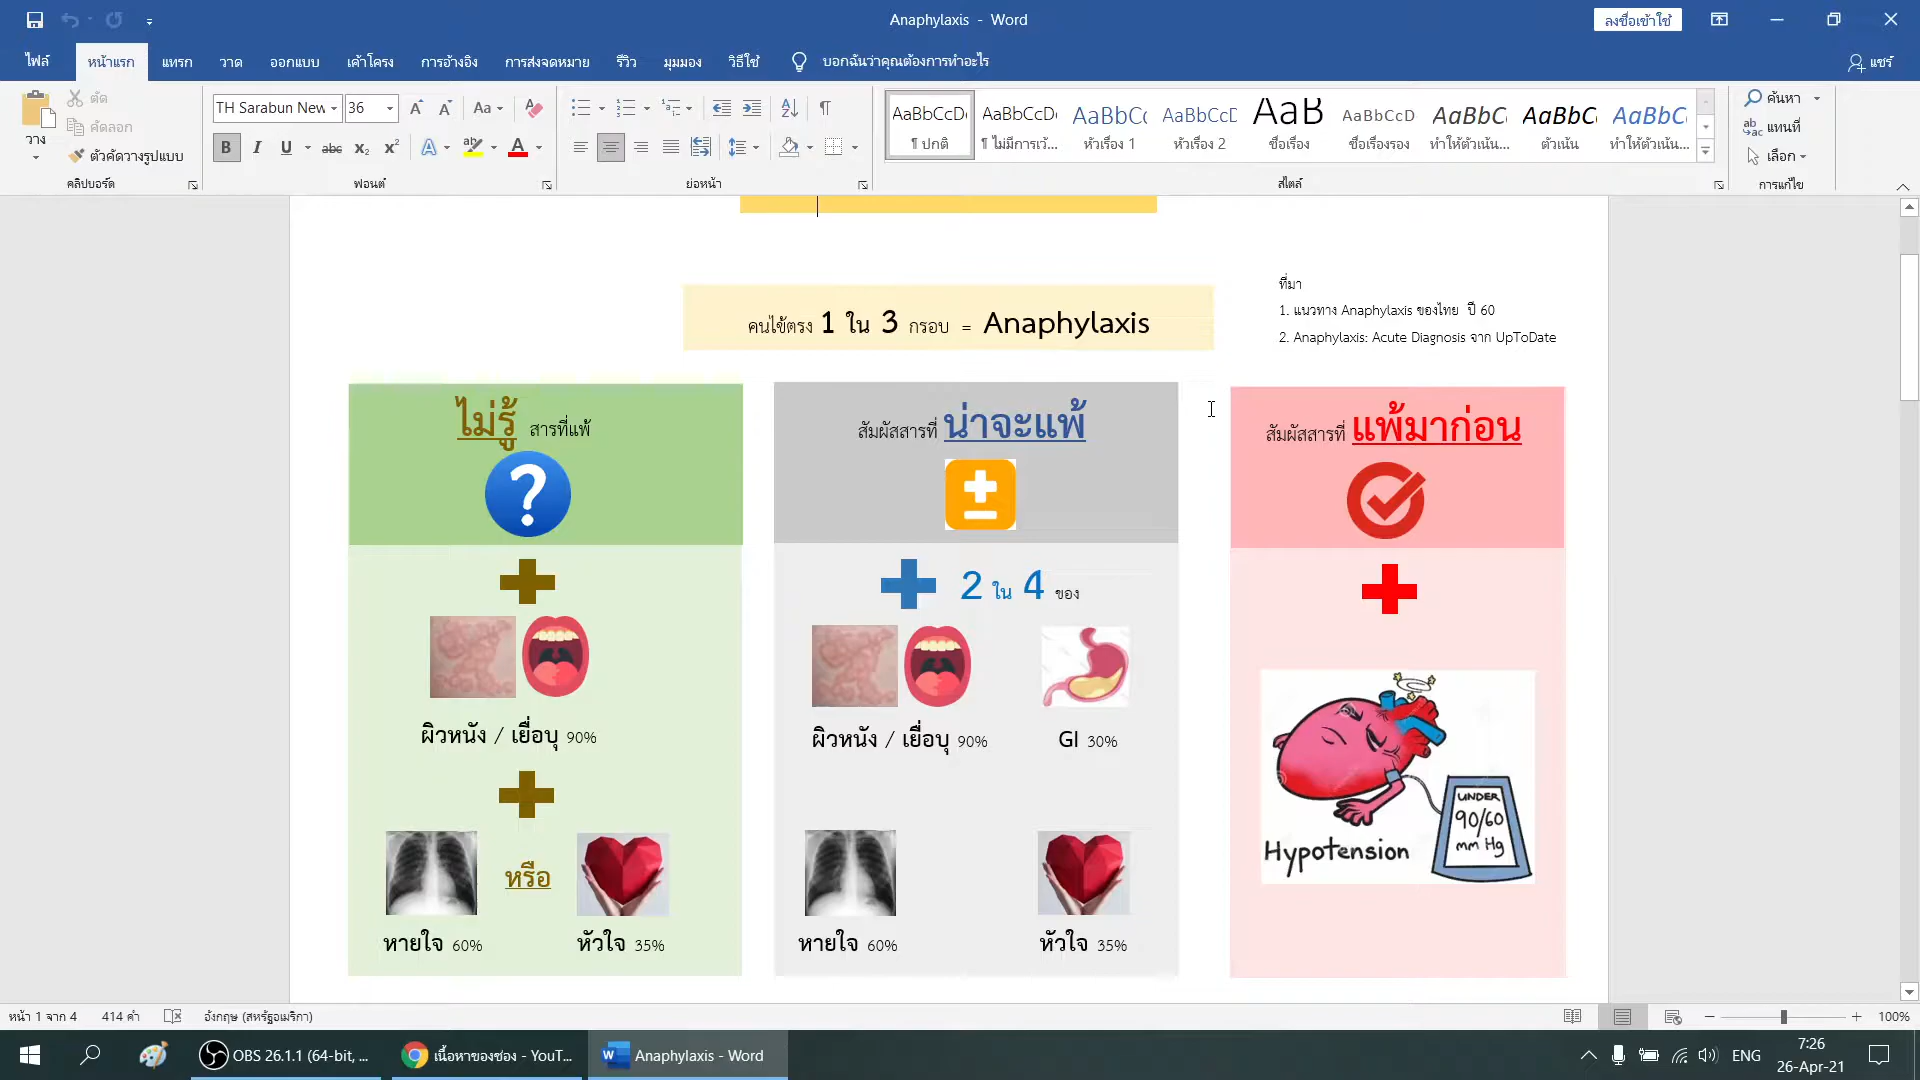 Anaphylaxis - Word
ลงชื่อเข้าใช้
ไฟล์ หน้าแรก แทรก วาด ออกแบบ เค้าโครง การอ้างอิง การส่งจดหมาย รีวิว มุมมอง วิธีใช้ บอกฉันว่าคุณต้องการทำอะไร แชร์
วาง
ตัด
คัดลอก
ตัวคัดวางรูปแบบ
คลิปบอร์ด
TH Sarabun New 36
Aa
B I U abc x₂ x² A ab A
ฟอนต์
ย่อหน้า
AaBbCcDc AaBbCcDc AaBbCc AaBbCcD AaB AaBbCcD AaBbC AaBbC AaBbC
¶ ปกติ ¶ ไม่มีการเว้... หัวเรื่อง 1 หัวเรื่อง 2 ชื่อเรื่อง ชื่อเรื่องรอง ทำให้ตัวเน้น... ตัวเน้น ทำให้ตัวเน้น...
สไตล์
ค้นหา
แทนที่
เลือก
การแก้ไข
คนไข้ตรง 1 ใน 3 กรอบ = Anaphylaxis
ที่มา
1. แนวทาง Anaphylaxis ของไทย ปี 60
2. Anaphylaxis: Acute Diagnosis จาก UpToDate
ไม่รู้ สารที่แพ้
?
ผิวหนัง / เยื่อบุ 90%
หรือ
หายใจ 60% หัวใจ 35%
สัมผัสสารที่ น่าจะแพ้
2 ใน 4 ของ
ผิวหนัง / เยื่อบุ 90% GI 30%
หายใจ 60% หัวใจ 35%
สัมผัสสารที่ แพ้มาก่อน
UNDER
90/60
mm Hg
Hypotension
หน้า 1 จาก 4 414 คำ อังกฤษ (สหรัฐอเมริกา) 100%
OBS 26.1.1 (64-bit, ... เนื้อหาของช่อง - YouT... Anaphylaxis - Word ENG
7:26
26-Apr-21